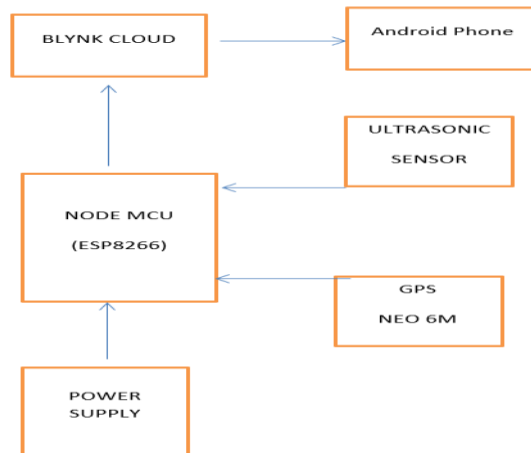 BLYNK CLOUD
Android Phone
ULTRASONIC
SENSOR
NODE MCU
(ESP8266)
GPS
NEO 6M
POWER
SUPPLY